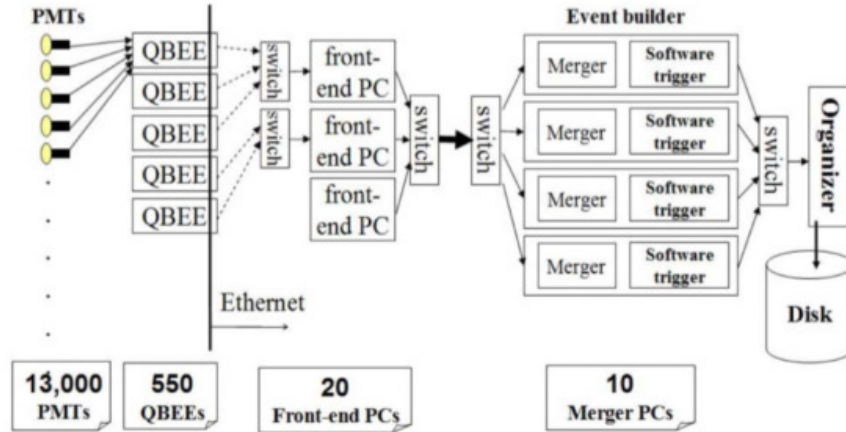 PMTs
QBEE
QBEE
QBEE
QBEE
QBEE
Ethernet
switch
switch
front-
end PC
front-
end PC
front-
end PC
switch
switch
Event builder
Merger
Software
trigger
Merger
Software
trigger
Merger
Software
trigger
Merger
Software
trigger
switch
Organizer
Disk
13,000
PMTs
550
QBEEs
20
Front-end PCs
10
Merger PCs